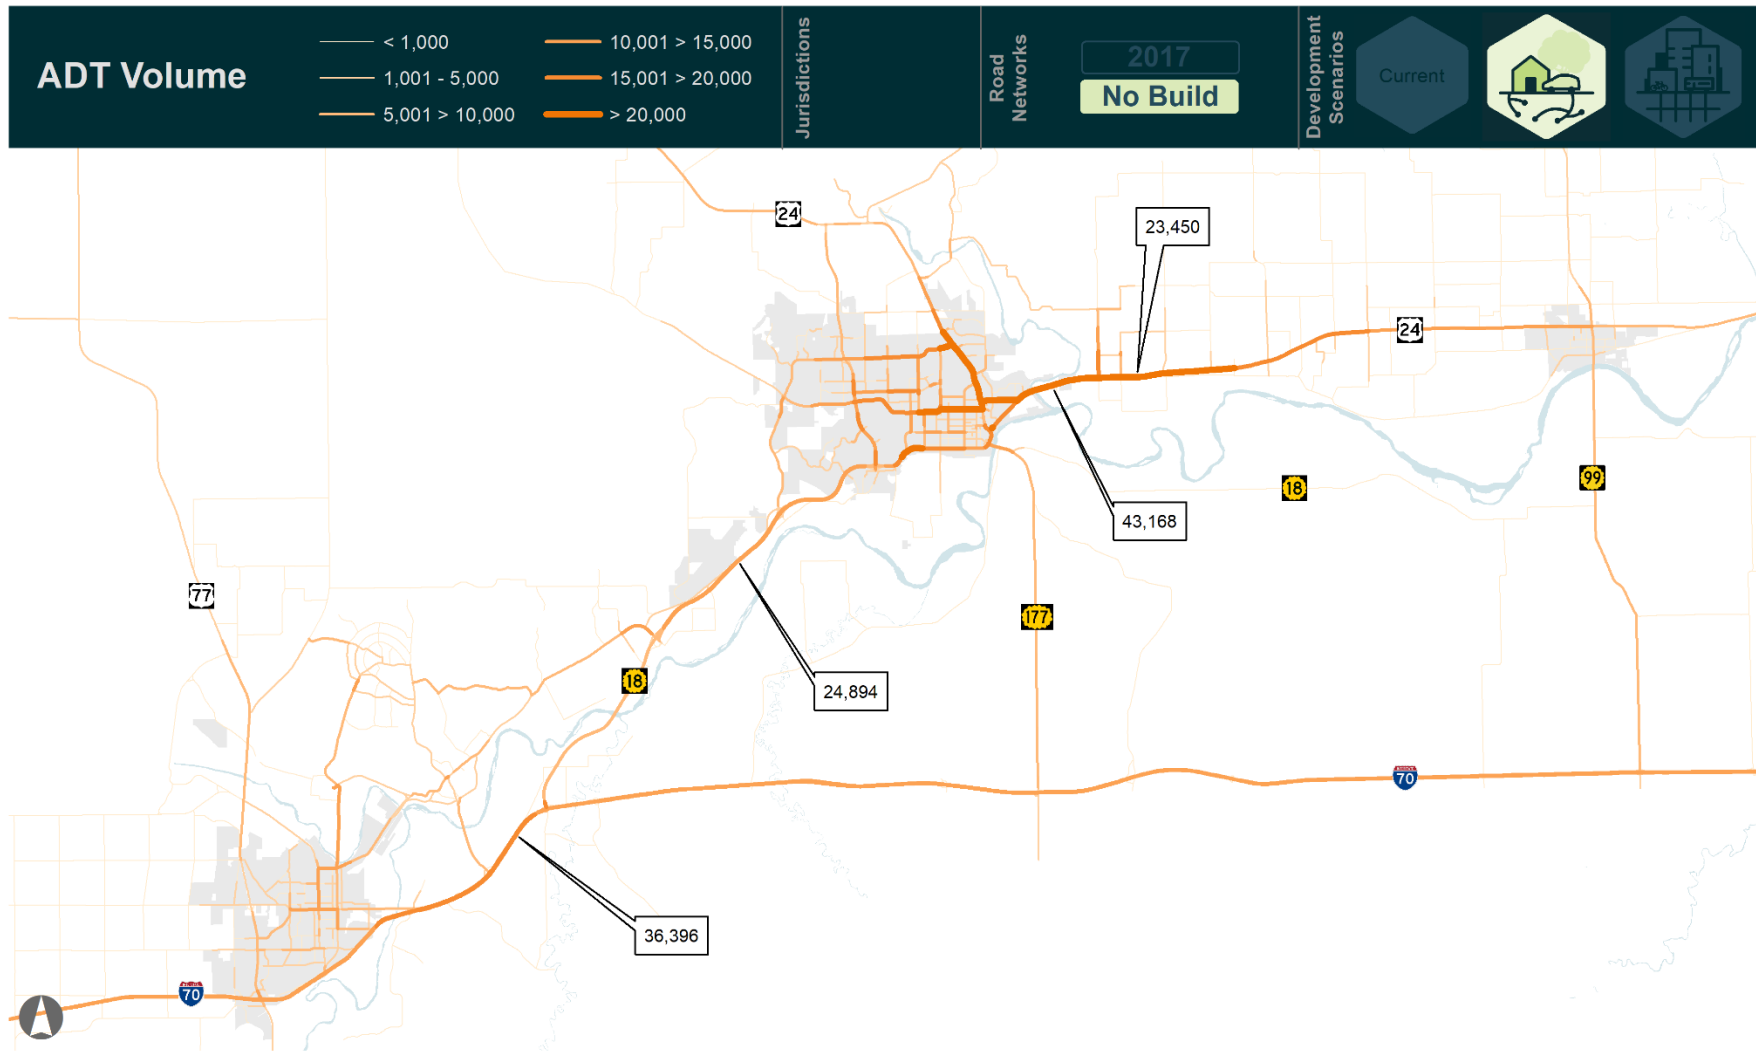 ADT Volume
< 1,000
1,001 - 5,000
5,001 > 10,000
10,001 > 15,000
15,001 > 20,000
> 20,000
Jurisdictions
Road
Networks
2017
No Build
Development
Scenarios
Current
24
23,450
24
43,168
18
99
77
177
24,894
18
70
36,396
70